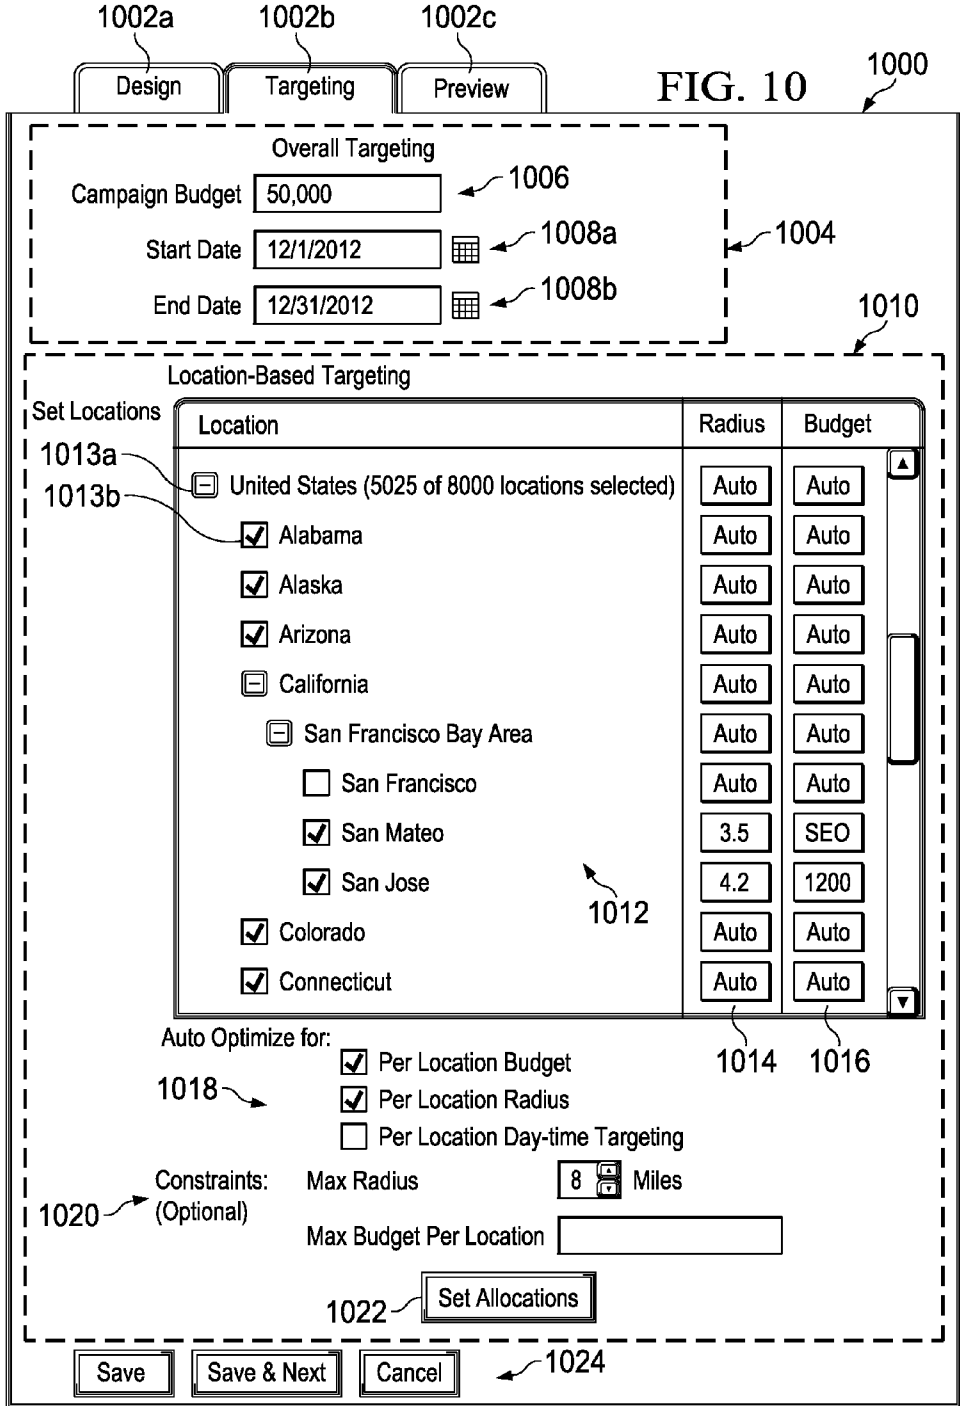 1002a 1002b 1002c
Design Targeting Preview FIG. 10 1000
Overall Targeting
Campaign Budget 50,000 1006
Start Date 12/1/2012 1008a 1004
End Date 12/31/2012 1008b
1010
Location-Based Targeting
Set Locations
Location Radius Budget
1013a
United States (5025 of 8000 locations selected) Auto Auto
1013b
Alabama Auto Auto
Alaska Auto Auto
Arizona Auto Auto
California Auto Auto
San Francisco Bay Area Auto Auto
San Francisco Auto Auto
San Mateo 3.5 SEO
San Jose 4.2 1200
1012
Colorado Auto Auto
Connecticut Auto Auto
Auto Optimize for:
1014 1016
Per Location Budget
1018 Per Location Radius
Per Location Day-time Targeting
Constraints: Max Radius 8 Miles
1020 (Optional)
Max Budget Per Location
1022 Set Allocations
Save Save & Next Cancel 1024